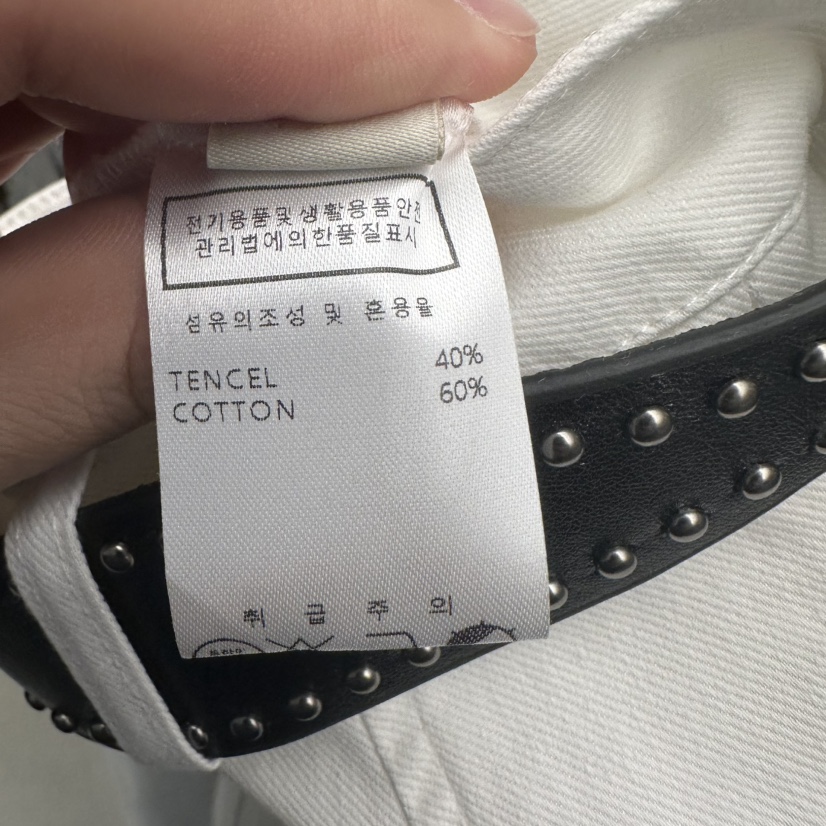 전기용품및생활용품안전
관리법에의한품질표시
섬유의조성 및 혼용율
TENCEL 40%
COTTON 60%
취 급 주 의